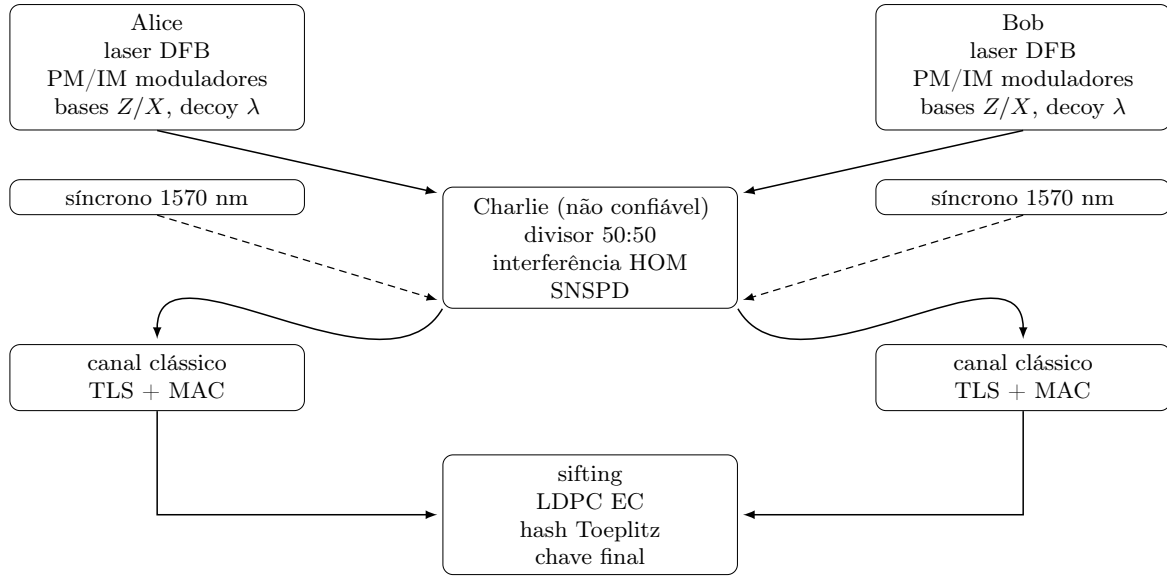 Alice
laser DFB
PM/IM moduladores
bases Z/X, decoy λ
Bob
laser DFB
PM/IM moduladores
bases Z/X, decoy λ
síncrono 1570 nm
síncrono 1570 nm
Charlie (não confiável)
divisor 50:50
interferência HOM
SNSPD
canal clássico
TLS + MAC
canal clássico
TLS + MAC
sifting
LDPC EC
hash Toeplitz
chave final